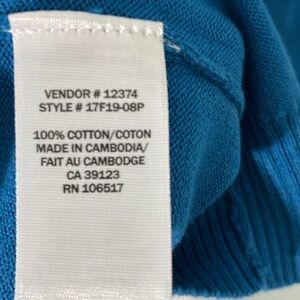 VENDOR # 12374
STYLE # 17F19-08P
100% COTTON/COTON
MADE IN CAMBODIA/
FAIT AU CAMBODGE
CA 39123
RN 106517